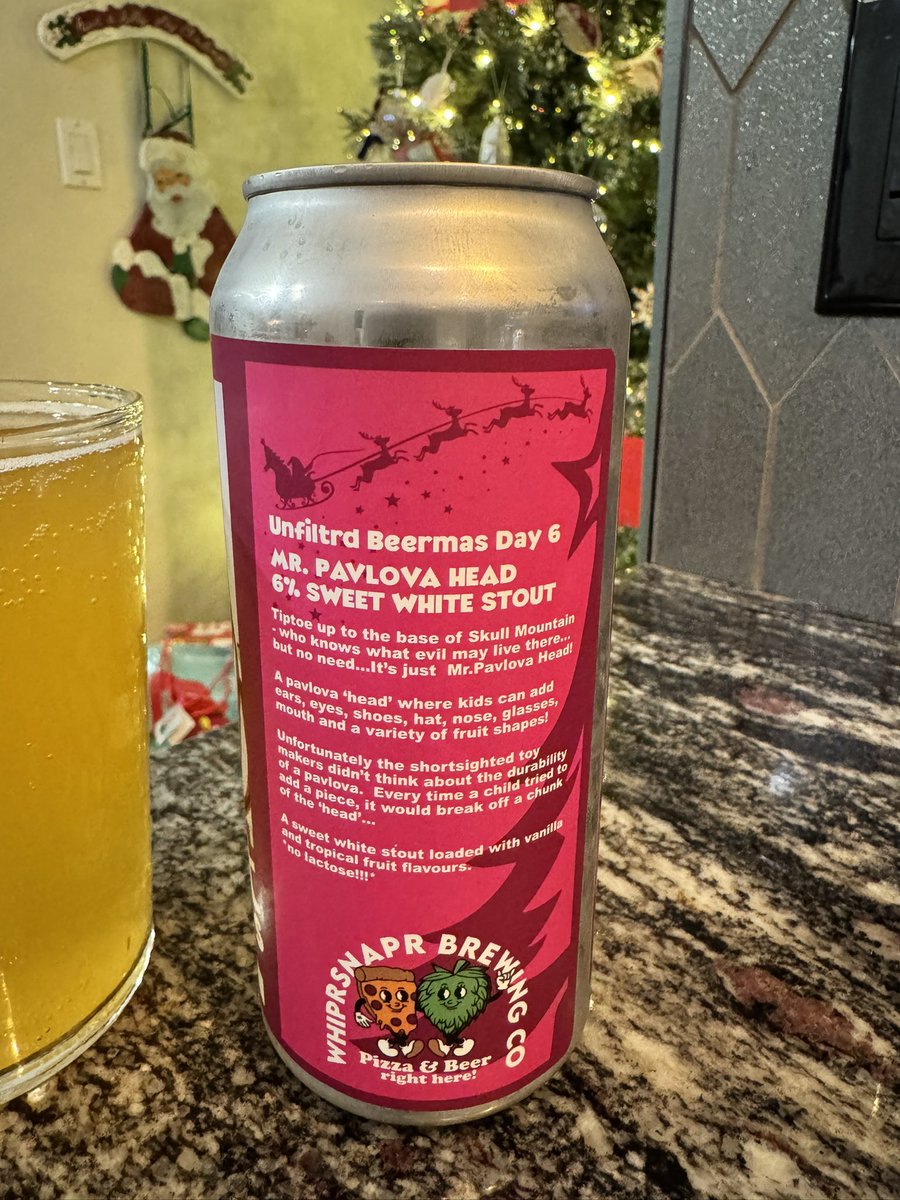 Unfiltrd Beermas Day 6
MR. PAVLOVA HEAD
6% SWEET WHITE STOUT
Tiptoe up to the base of Skull Mountain
- who knows what evil may live there...
but no need...It's just Mr.Pavlova Head!
A pavlova 'head' where kids can add
ears, eyes, shoes, hat, nose, glasses,
mouth and a variety of fruit shapes!
Unfortunately the shortsighted toy
makers didn't think about the durability
of a pavlova. Every time a child tried to
add a piece, it would break off a chunk
of the 'head'...
A sweet white stout loaded with vanilla
and tropical fruit flavours.
*no lactose!!!*
WHIPRSNAPR BREWING CO
Pizza & Beer
right here!